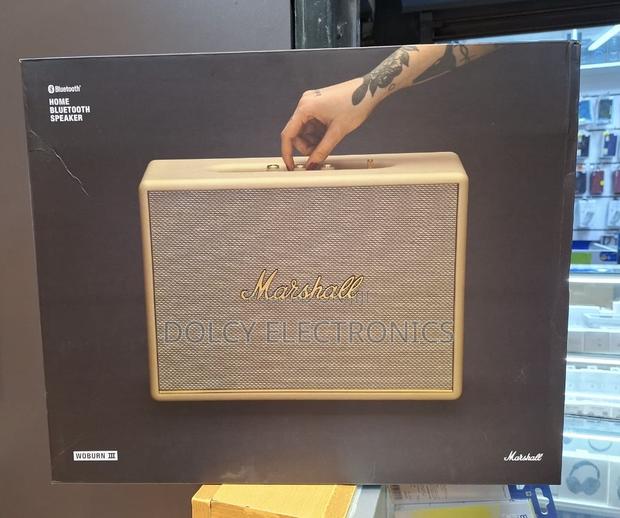 Bluetooth®
HOME
BLUETOOTH
SPEAKER
Marshall
DOLCY ELECTRONICS
WOBURN III
Marshall